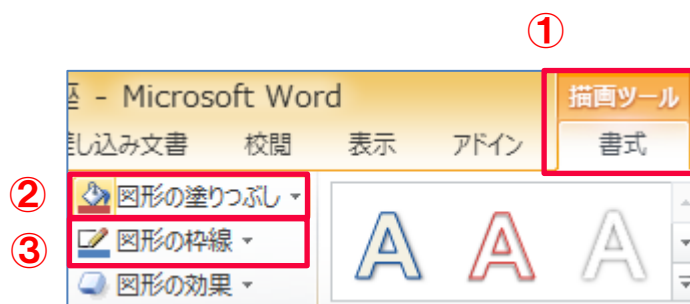 ①
- Microsoft Word
描画ツール
し込み文書 校閲 表示 アドイン 書式
② 図形の塗りつぶし
③ 図形の枠線
図形の効果
A A A